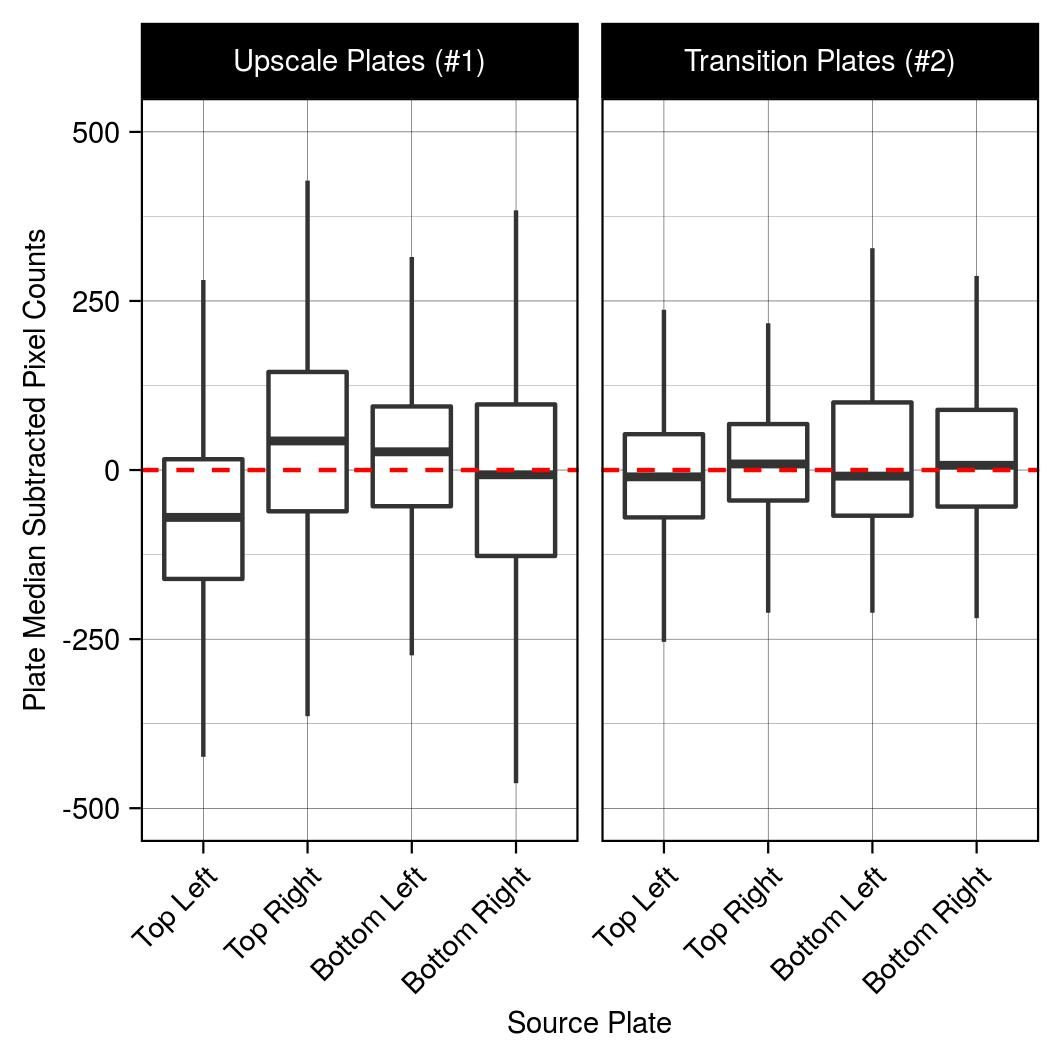 Upscale Plates (#1)
Transition Plates (#2)
Plate Median Subtracted Pixel Counts
500
250
0
-250
-500
Top Left
Top Right
Bottom Left
Bottom Right
Top Left
Top Right
Bottom Left
Bottom Right
Source Plate